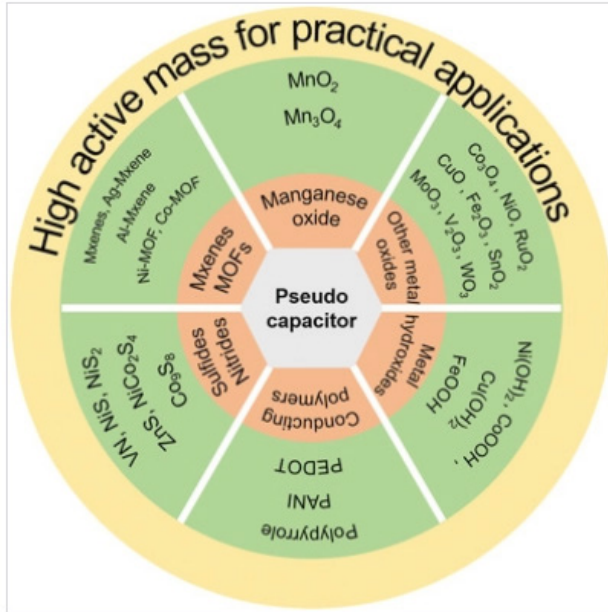 High active mass for practical applications
MnO₂
Mn₃O₄
Manganese
oxide
Co₃O₄, NiO, RuO₂
CuO, Fe₂O₃, SnO₂
MoO₃, V₂O₃, WO₃
Other metal
oxides
Ni(OH)₂, CoOOH,
Cu(OH)₂
FeOOH
Metal
hydroxides
Conducting
polymers
PEDOT
PANI
Polypyrrole
Sulfides
Nitrides
VN, NiS, NiS₂
ZnS, NiCo₂S₄
Co₉S₈
Mxenes, Ag-Mxene
Al-Mxene
Ni-MOF, Co-MOF
Mxenes
MOFs
Pseudo
capacitor